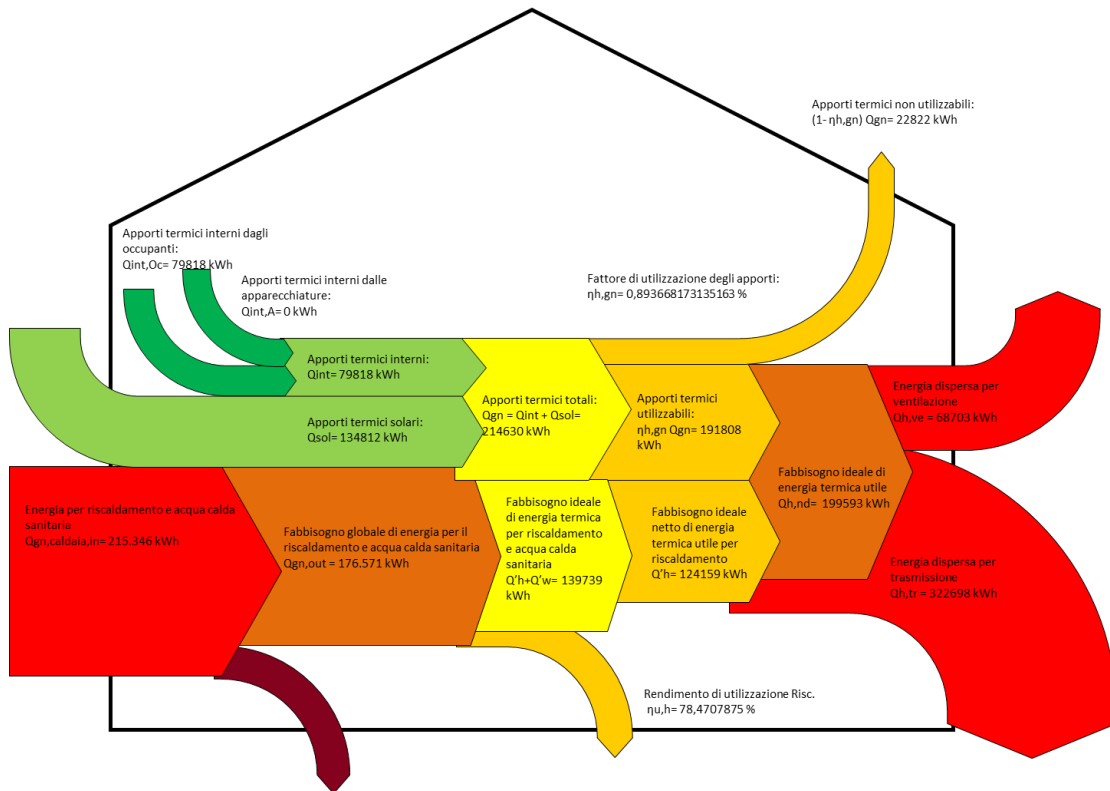 Apporti termici non utilizzabili:
(1- ηh,gn) Qgn= 22822 kWh
Apporti termici interni dagli
occupanti:
Qint,Oc= 79818 kWh
Apporti termici interni dalle
apparecchiature:
Qint,A= 0 kWh
Fattore di utilizzazione degli apporti:
ηh,gn= 0,893668173135163 %
Apporti termici interni:
Qint= 79818 kWh
Apporti termici solari:
Qsol= 134812 kWh
Apporti termici totali:
Qgn = Qint + Qsol=
214630 kWh
Apporti termici
utilizzabili:
ηh,gn Qgn= 191808
kWh
Energia dispersa per
ventilazione
Qh,ve = 68703 kWh
Fabbisogno ideale di
energia termica utile
Qh,nd= 199593 kWh
Energia per riscaldamento e acqua calda
sanitaria
Qgn,caldaia,in= 215.346 kWh
Fabbisogno globale di energia per il
riscaldamento e acqua calda sanitaria
Qgn,out = 176.571 kWh
Fabbisogno ideale
di energia termica
per riscaldamento
e acqua calda
sanitaria
Q’h+Q’w= 139739
kWh
Fabbisogno ideale
netto di energia
termica utile per
riscaldamento
Q’h= 124159 kWh
Energia dispersa per
trasmissione
Qh,tr = 322698 kWh
Rendimento di utilizzazione Risc.
ηu,h= 78,4707875 %